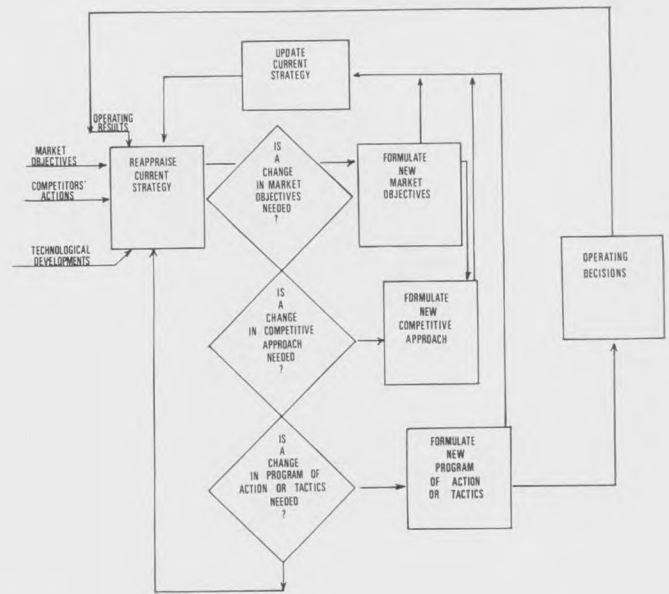 UPDATE
CURRENT
STRATEGY
OPERATING
RESULTS
MARKET
OBJECTIVES
COMPETITORS'
ACTIONS
TECHNOLOGICAL
DEVELOPMENTS
REAPPRAISE
CURRENT
STRATEGY
IS
A
CHANGE
IN MARKET
OBJECTIVES
NEEDED
?
FORMULATE
NEW
MARKET
OBJECTIVES
IS
A
CHANGE
IN COMPETITIVE
APPROACH
NEEDED
?
FORMULATE
NEW
COMPETITIVE
APPROACH
OPERATING
DECISIONS
IS
A
CHANGE
IN PROGRAM OF
ACTION OR TACTICS
NEEDED
?
FORMULATE
NEW
PROGRAM
OF ACTION
OR TACTICS